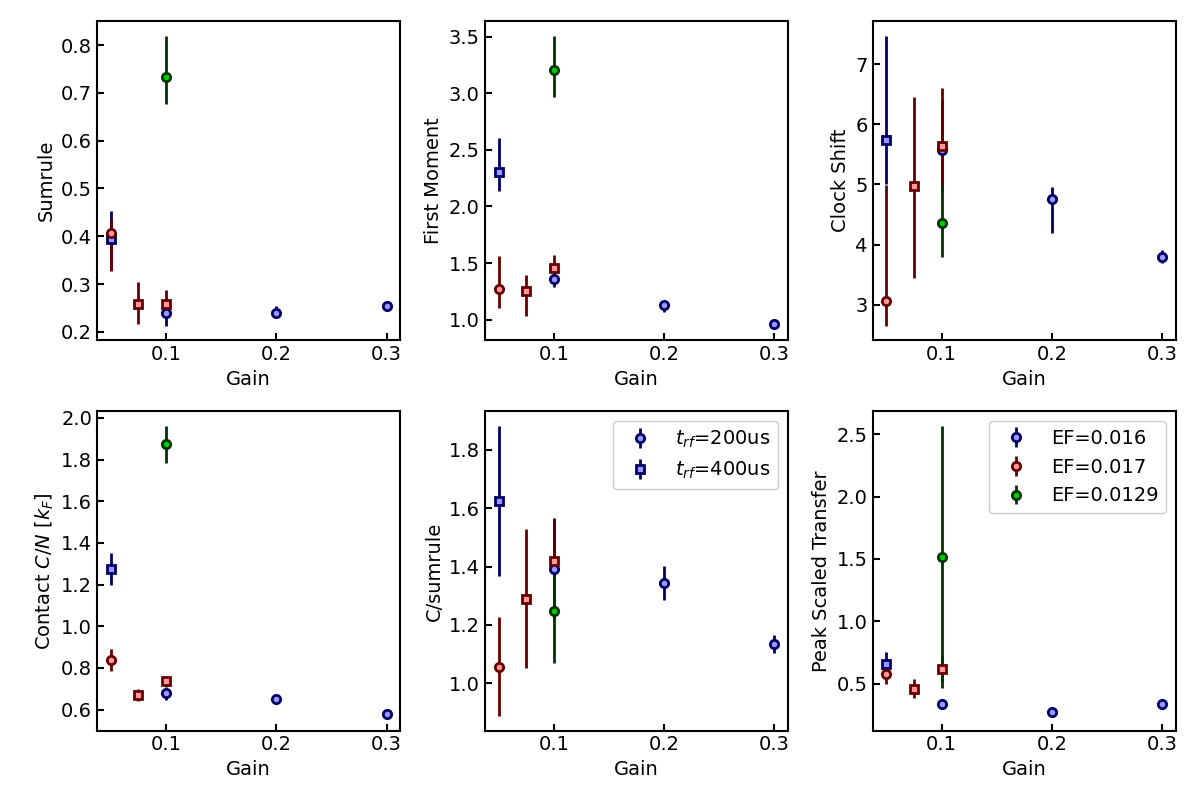 Sumrule
0.8
0.7
0.6
0.5
0.4
0.3
0.2
0.1 0.2 0.3
Gain
First Moment
3.5
3.0
2.5
2.0
1.5
1.0
0.1 0.2 0.3
Gain
Clock Shift
7
6
5
4
3
0.1 0.2 0.3
Gain
Contact C/N [k_F]
2.0
1.8
1.6
1.4
1.2
1.0
0.8
0.6
0.1 0.2 0.3
Gain
C/sumrule
1.8
1.6
1.4
1.2
1.0
t_rf=200us
t_rf=400us
0.1 0.2 0.3
Gain
Peak Scaled Transfer
2.5
2.0
1.5
1.0
0.5
EF=0.016
EF=0.017
EF=0.0129
0.1 0.2 0.3
Gain